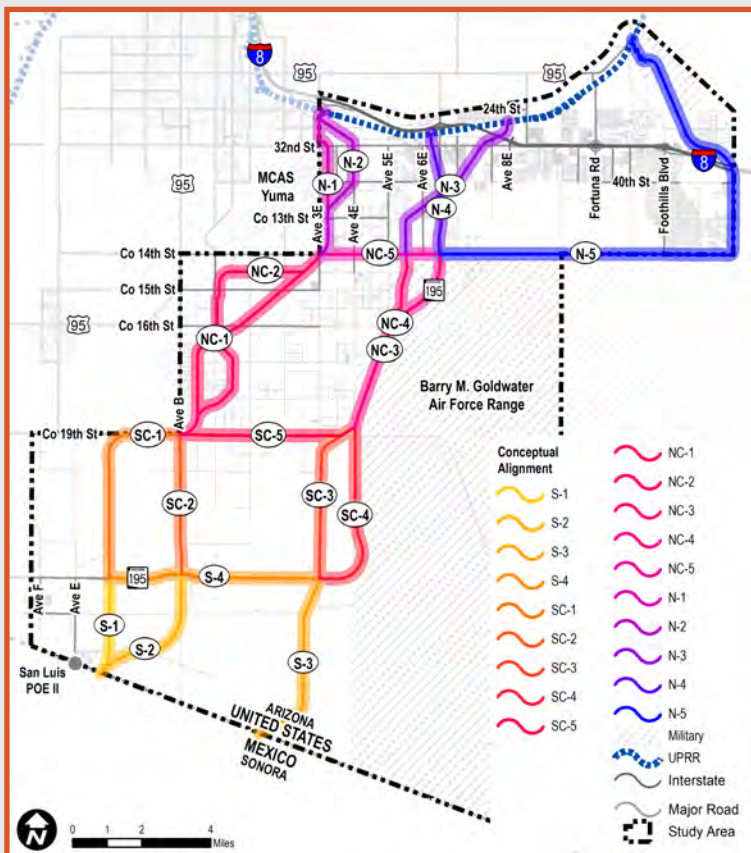 8
95
95
24th St
32nd St
N-2
MCAS
Yuma
N-1
Ave 3E
Ave 4E
Ave 5E
Ave 6E
Ave 8E
Fortuna Rd
Foothills Blvd
8
40th St
95
N-3
N-4
Co 13th St
Co 14th St
NC-5
N-5
NC-2
Co 15th St
195
95
Co 16th St
NC-1
NC-4
NC-3
Barry M. Goldwater
Air Force Range
Ave B
Co 19th St
SC-1
SC-5
SC-2
SC-3
SC-4
195
S-4
Ave F
Ave E
S-1
S-2
S-3
San Luis
POE II
ARIZONA
UNITED STATES
MEXICO
SONORA
Conceptual
Alignment
S-1
S-2
S-3
S-4
SC-1
SC-2
SC-3
SC-4
SC-5
NC-1
NC-2
NC-3
NC-4
NC-5
N-1
N-2
N-3
N-4
N-5
Military
UPRR
Interstate
Major Road
Study Area
N
0 1 2 4
Miles